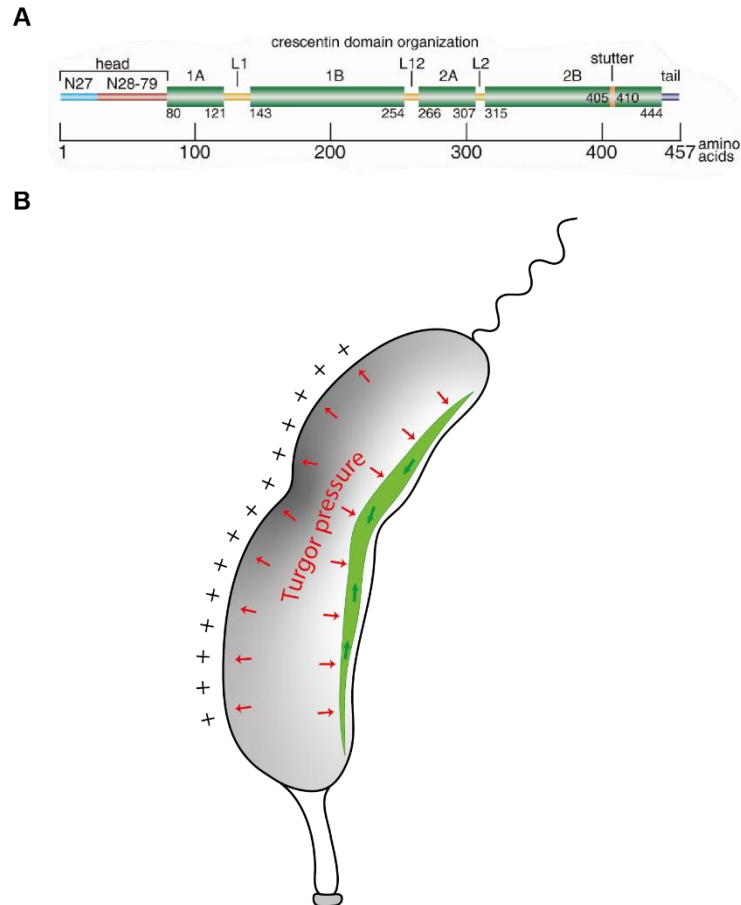 A
crescentin domain organization
head
N27 N28-79 1A L1 1B L12 2A L2 2B stutter tail
405 410
80 121 143 254 266 307 315 444
1 100 200 300 400 457 amino acids
B
Turgor pressure
+ + + + + + + + + + + + + + +